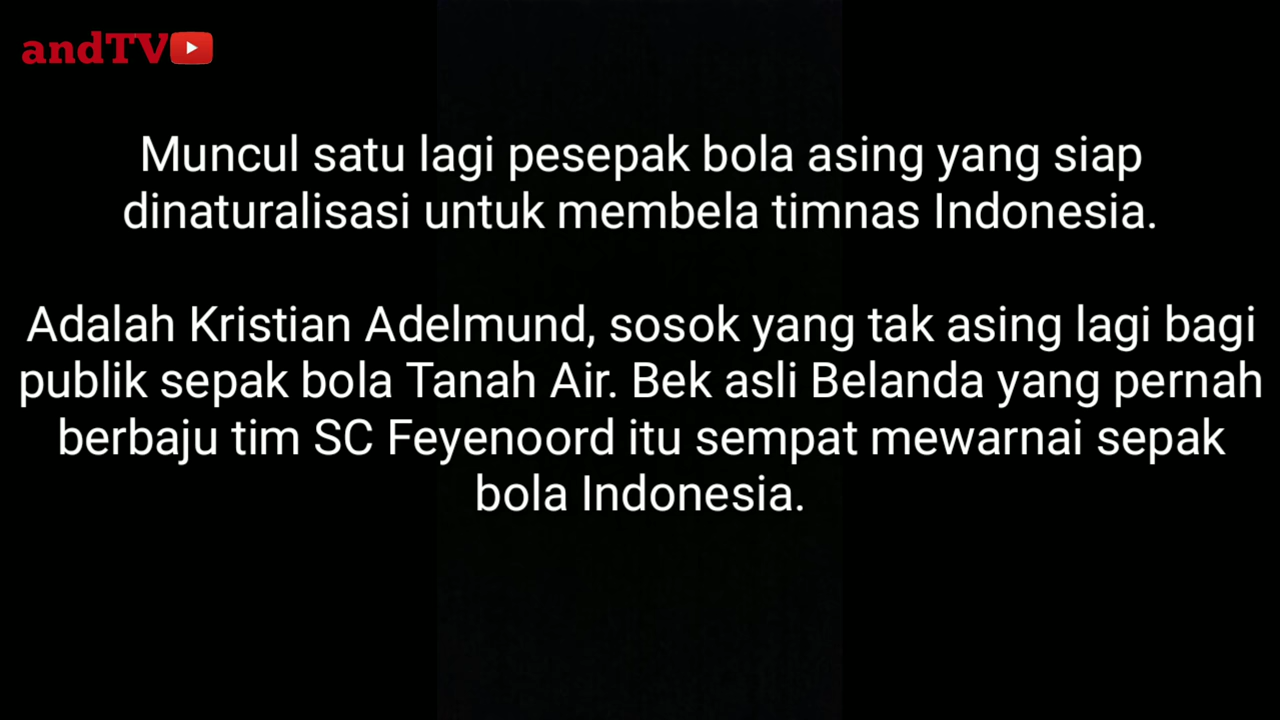 andTV
Muncul satu lagi pesepak bola asing yang siap
dinaturalisasi untuk membela timnas Indonesia.
Adalah Kristian Adelmund, sosok yang tak asing lagi bagi
publik sepak bola Tanah Air. Bek asli Belanda yang pernah
berbaju tim SC Feyenoord itu sempat mewarnai sepak
bola Indonesia.